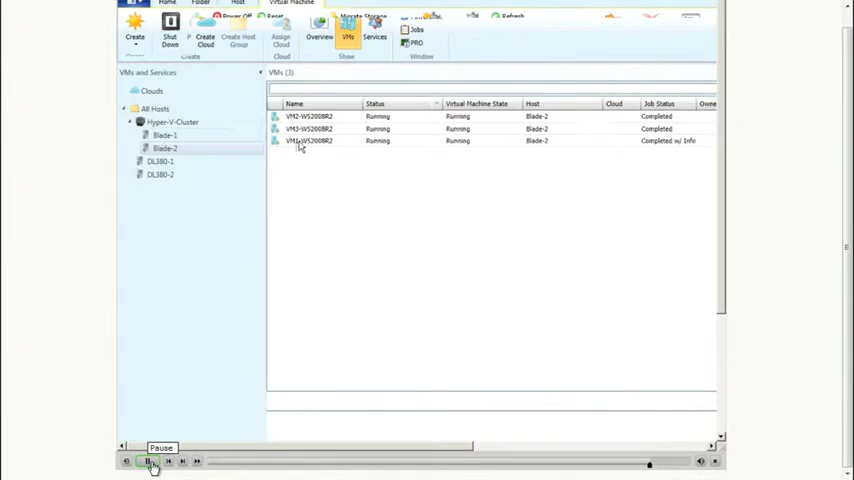 Home Folder Host Virtual Machine
Power Off Reset Migrate Storage Refresh
Create Shut Down Create Cloud Create Host Group Assign Cloud Overview VMs Services Jobs
PRO
Create Show Window
VMs and Services VMs (3)
Clouds
All Hosts
Hyper-V-Cluster
Blade-1
Blade-2
DL380-1
DL380-2
Name Status Virtual Machine State Host Cloud Job Status Owne
VM2-WS2008R2 Running Running Blade-2 Completed
VM3-WS2008R2 Running Running Blade-2 Completed
VM1-WS2008R2 Running Running Blade-2 Completed w/ Info
Pause